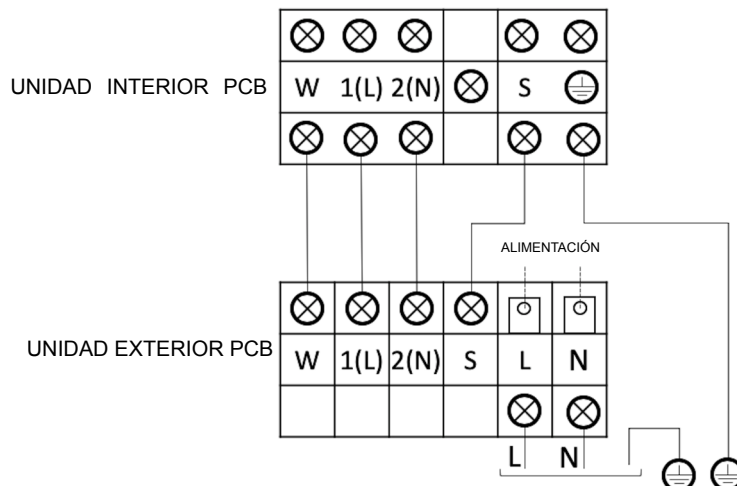 UNIDAD INTERIOR PCB
W 1(L) 2(N) S
ALIMENTACIÓN
UNIDAD EXTERIOR PCB
W 1(L) 2(N) S L N
L N